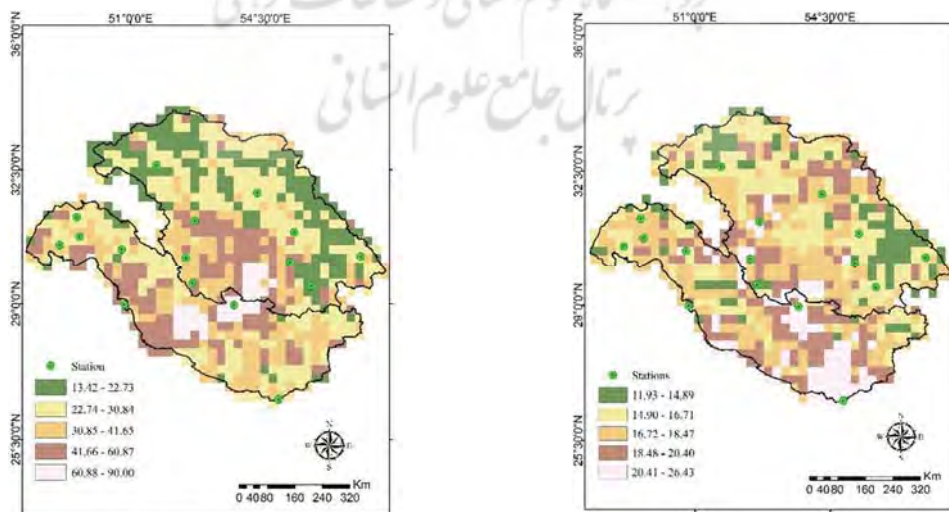 51°0'0"E 54°30'0"E
پرتال جامع علوم انسانی
36°0'0"N
32°30'0"N
29°0'0"N
25°30'0"N
Station
13.42 - 22.73
22.74 - 30.84
30.85 - 41.65
41.66 - 60.87
60.88 - 90.00
Km
0 40 80 160 240 320
51°0'0"E 54°30'0"E
36°0'0"N
32°30'0"N
29°0'0"N
25°30'0"N
Stations
11.93 - 14.89
14.90 - 16.71
16.72 - 18.47
18.48 - 20.40
20.41 - 26.43
Km
0 40 80 160 240 320